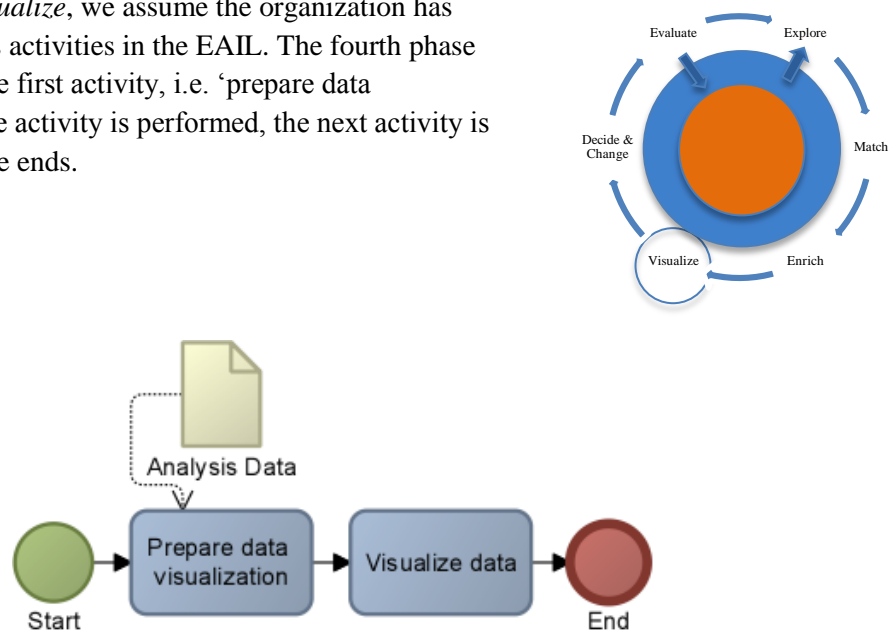 ualize, we assume the organization has
activities in the EAIL. The fourth phase
e first activity, i.e. ‘prepare data
e activity is performed, the next activity is
e ends.
Evaluate
Explore
Decide &
Change
Match
Visualize
Enrich
Analysis Data
Prepare data
visualization
Visualize data
Start
End